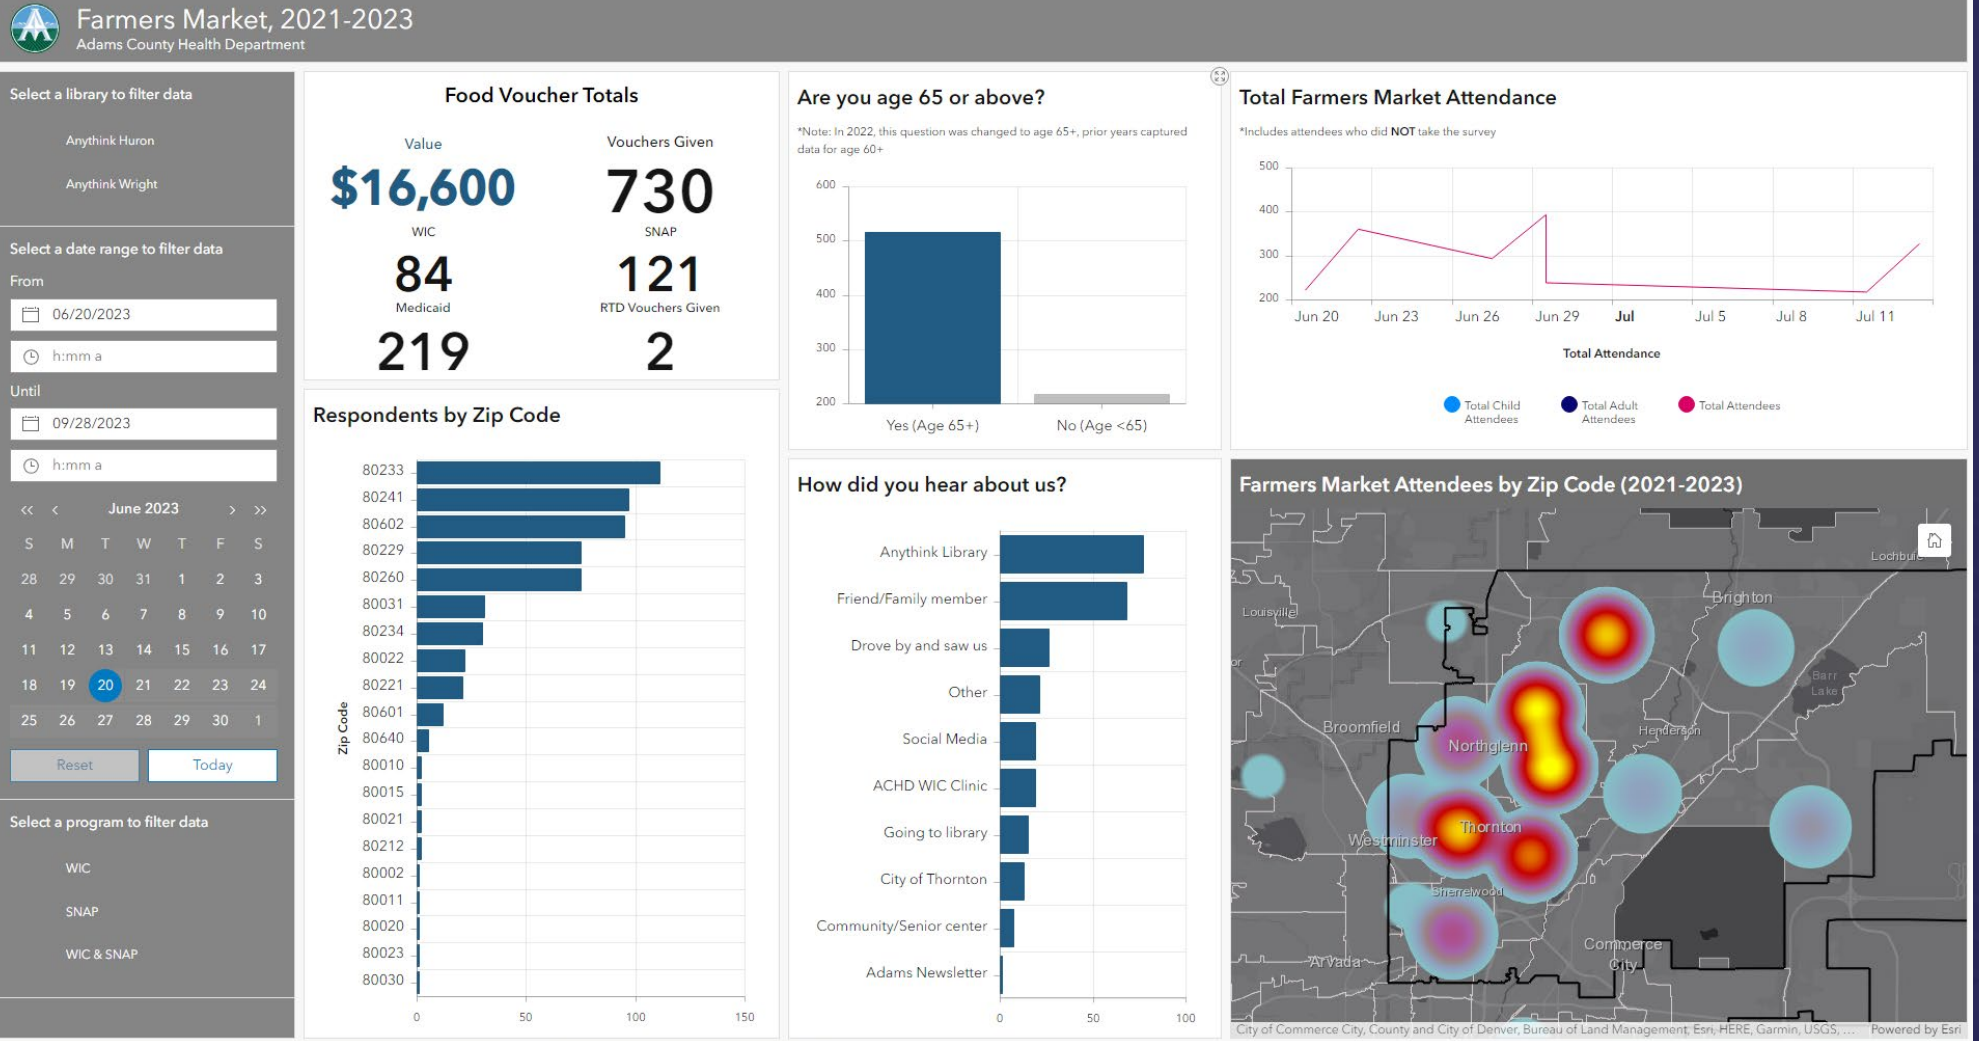 Farmers Market, 2021-2023
Adams County Health Department
Select a library to filter data
Anythink Huron
Anythink Wright
Select a date range to filter data
From
06/20/2023
h:mm a
Until
09/28/2023
h:mm a
June 2023
S M T W T F S
28 29 30 31 1 2 3
4 5 6 7 8 9 10
11 12 13 14 15 16 17
18 19 20 21 22 23 24
25 26 27 28 29 30 1
Reset Today
Select a program to filter data
WIC
SNAP
WIC & SNAP
Food Voucher Totals
Value
$16,600
Vouchers Given
730
WIC
84
SNAP
121
Medicaid
219
RTD Vouchers Given
2
Respondents by Zip Code
Zip Code
80233
80241
80602
80229
80260
80031
80234
80022
80221
80601
80640
80010
80015
80021
80212
80002
80011
80020
80023
80030
0 50 100 150
Are you age 65 or above?
*Note: In 2022, this question was changed to age 65+, prior years captured
data for age 60+
600
500
400
300
200
Yes (Age 65+) No (Age <65)
How did you hear about us?
Anythink Library
Friend/Family member
Drove by and saw us
Other
Social Media
ACHD WIC Clinic
Going to library
City of Thornton
Community/Senior center
Adams Newsletter
0 50 100
Total Farmers Market Attendance
*Includes attendees who did NOT take the survey
500
400
300
200
Jun 20 Jun 23 Jun 26 Jun 29 Jul Jul 5 Jul 8 Jul 11
Total Attendance
Total Child
Attendees
Total Adult
Attendees
Total Attendees
Farmers Market Attendees by Zip Code (2021-2023)
Lochbuie
Brighton
Louisville
or
Barr
Lake
Broomfield
Henderson
Northglenn
Thornton
Westminster
Sherrelwood
Commerce
City
Arvada
City of Commerce City, County and City of Denver, Bureau of Land Management, Esri, HERE, Garmin, USGS, ... Powered by Esri